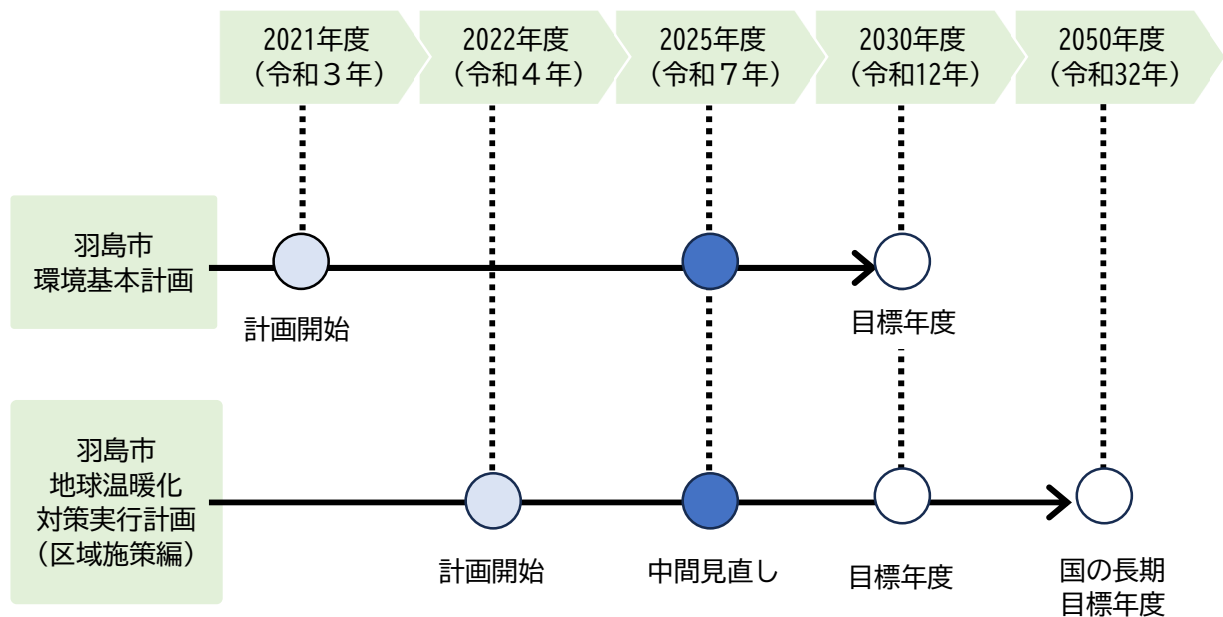 2021年度
（令和３年）
2022年度
（令和４年）
2025年度
（令和７年）
2030年度
（令和12年）
2050年度
（令和32年）
羽島市
環境基本計画
計画開始
目標年度
羽島市
地球温暖化
対策実行計画
（区域施策編）
計画開始
中間見直し
目標年度
国の長期
目標年度